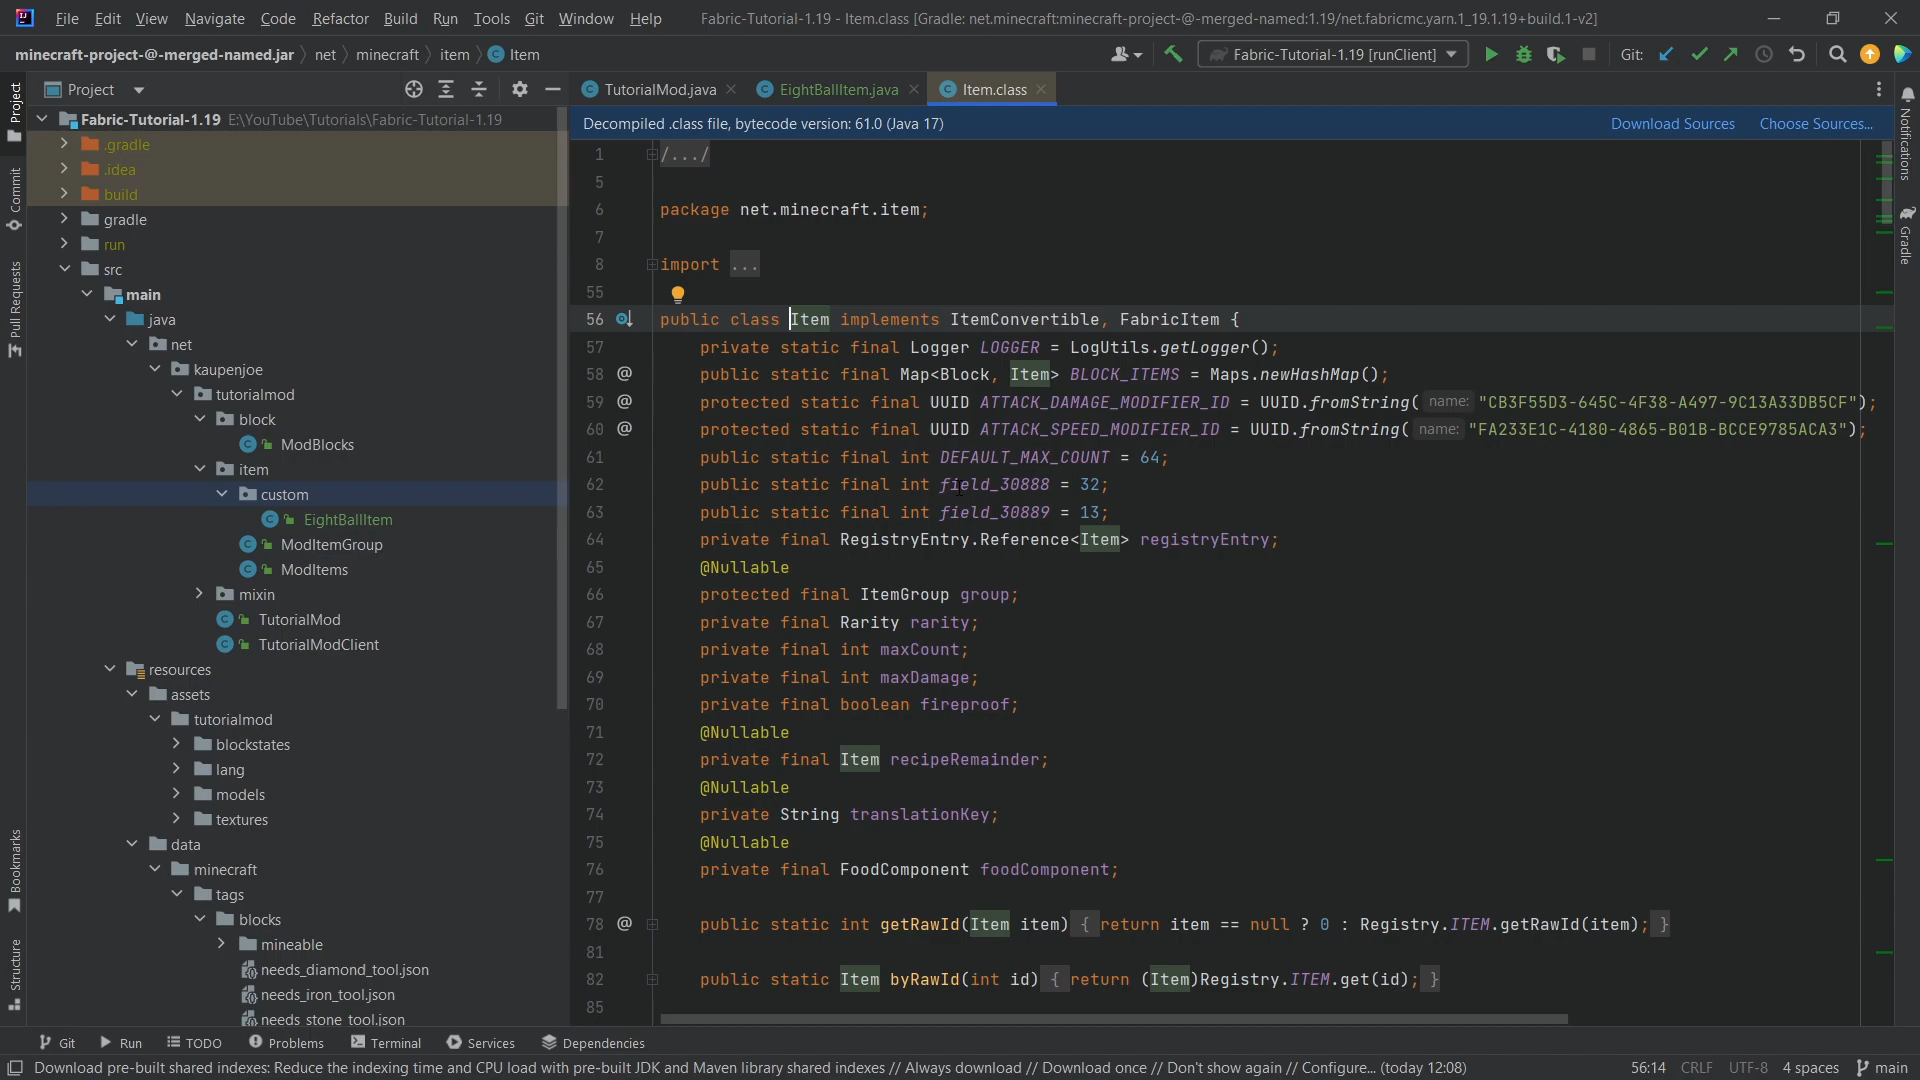 File Edit View Navigate Code Refactor Build Run Tools Git Window Help Fabric-Tutorial-1.19 - Item.class [Gradle: net.minecraft:minecraft-project-@-merged-named:1.19/net.fabricmc.yarn.1_19.1.19+build.1-v2]
minecraft-project-@-merged-named.jar net minecraft item Item Fabric-Tutorial-1.19 [runClient] Git:
Project TutorialMod.java EightBallItem.java Item.class
Fabric-Tutorial-1.19 E:\YouTube\Tutorials\Fabric-Tutorial-1.19
.gradle
.idea
build
gradle
run
src
main
java
net
kaupenjoe
tutorialmod
block
ModBlocks
item
custom
EightBallItem
ModItemGroup
ModItems
mixin
TutorialMod
TutorialModClient
resources
assets
tutorialmod
blockstates
lang
models
textures
data
minecraft
tags
blocks
mineable
needs_diamond_tool.json
needs_iron_tool.json
needs_stone_tool.json
Project
Commit
Pull Requests
Bookmarks
Structure
Decompiled .class file, bytecode version: 61.0 (Java 17) Download Sources Choose Sources...
1 /.../
5
6 package net.minecraft.item;
7
8 import ...
55
56 public class Item implements ItemConvertible, FabricItem {
57 private static final Logger LOGGER = LogUtils.getLogger();
58 @ public static final Map<Block, Item> BLOCK_ITEMS = Maps.newHashMap();
59 @ protected static final UUID ATTACK_DAMAGE_MODIFIER_ID = UUID.fromString( name: "CB3F55D3-645C-4F38-A497-9C13A33DB5CF");
60 @ protected static final UUID ATTACK_SPEED_MODIFIER_ID = UUID.fromString( name: "FA233E1C-4180-4865-B01B-BCCE9785ACA3");
61 public static final int DEFAULT_MAX_COUNT = 64;
62 public static final int field_30888 = 32;
63 public static final int field_30889 = 13;
64 private final RegistryEntry.Reference<Item> registryEntry;
65 @Nullable
66 protected final ItemGroup group;
67 private final Rarity rarity;
68 private final int maxCount;
69 private final int maxDamage;
70 private final boolean fireproof;
71 @Nullable
72 private final Item recipeRemainder;
73 @Nullable
74 private String translationKey;
75 @Nullable
76 private final FoodComponent foodComponent;
77
78 @ public static int getRawId(Item item) { return item == null ? 0 : Registry.ITEM.getRawId(item); }
81
82 public static Item byRawId(int id) { return (Item)Registry.ITEM.get(id); }
85
Notifications
Gradle
Git Run TODO Problems Terminal Services Dependencies
Download pre-built shared indexes: Reduce the indexing time and CPU load with pre-built JDK and Maven library shared indexes // Always download // Download once // Don't show again // Configure... (today 12:08) 56:14 CRLF UTF-8 4 spaces main